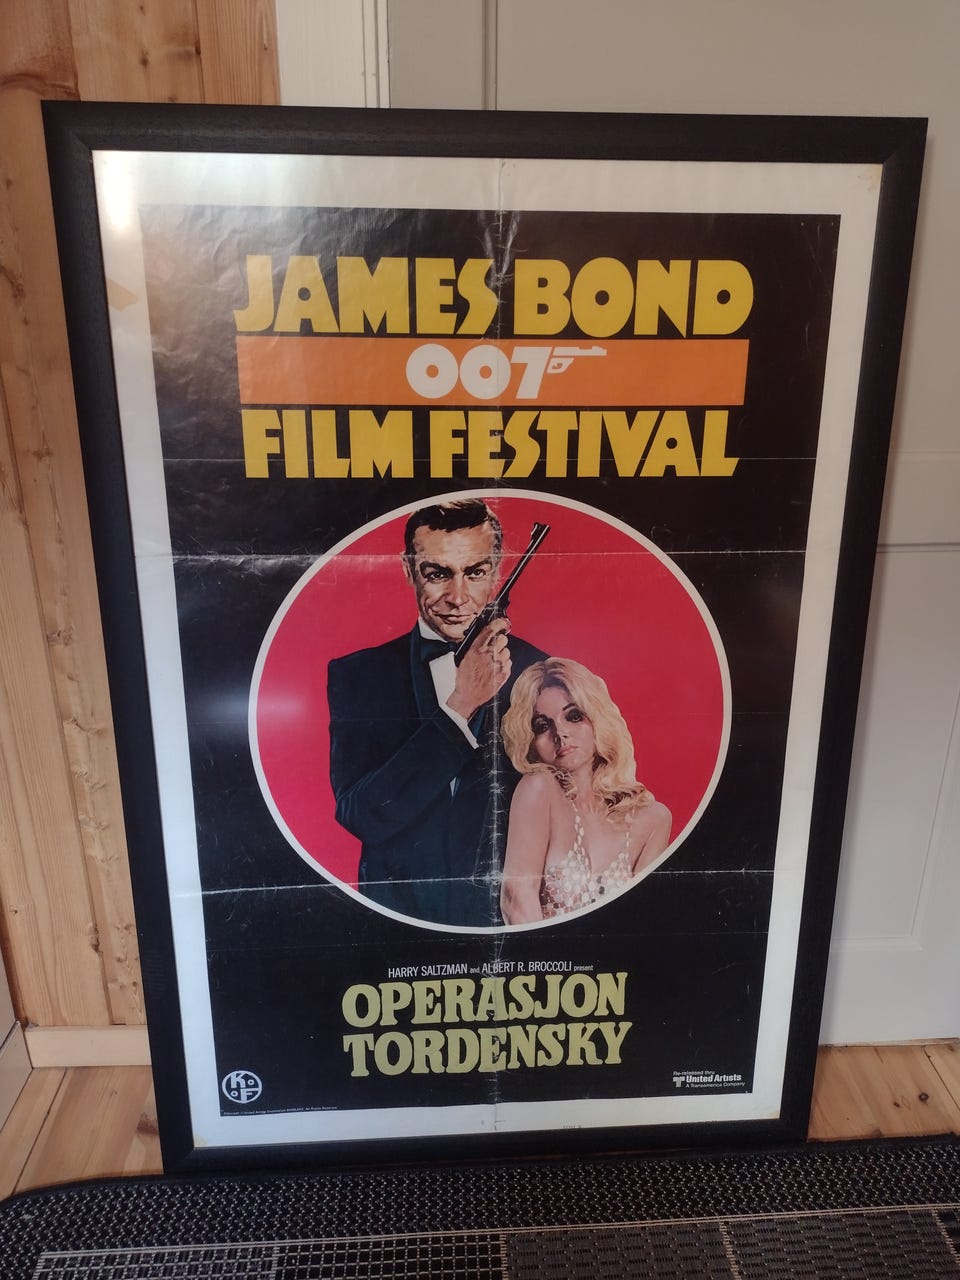 JAMES BOND
007
FILM FESTIVAL
HARRY SALTZMAN and ALBERT R. BROCCOLI present
OPERASJON
TORDENSKY
K O
O F
Re-released thru
United Artists
A Transamerica Company